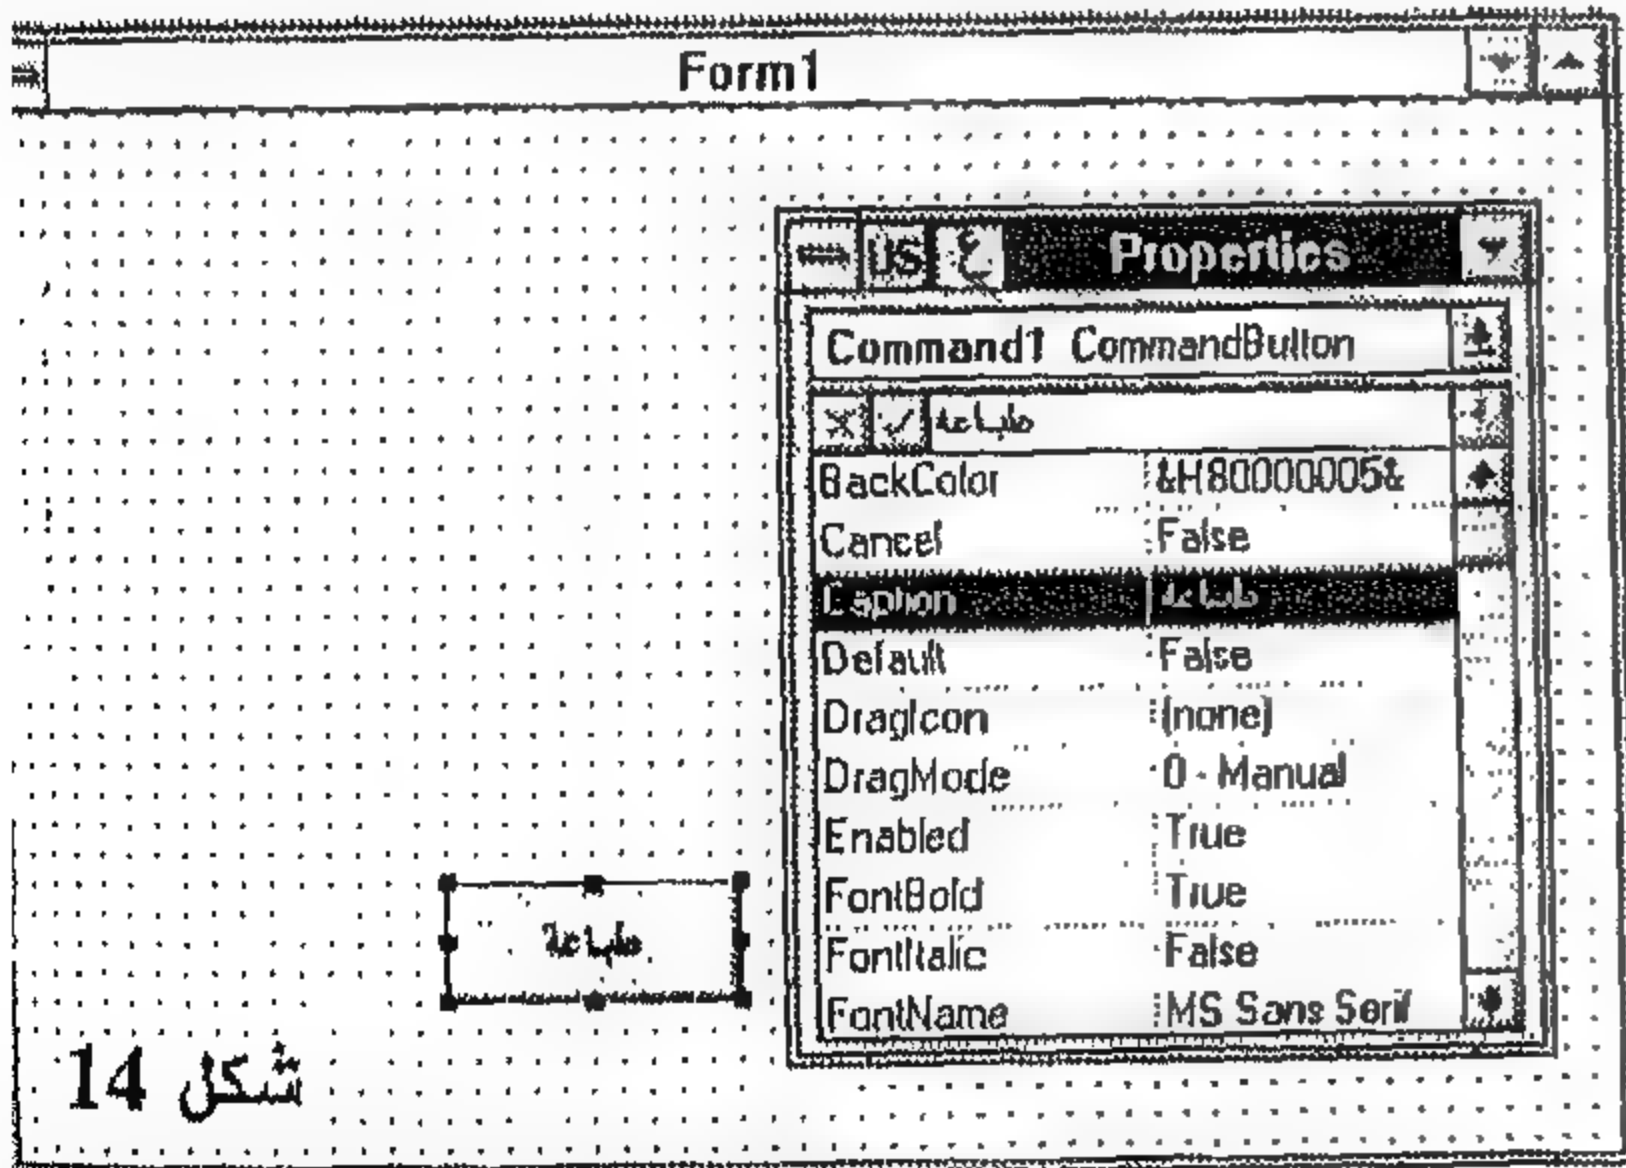 Form1
US Properties
Command1 CommandButton
طباعة
BackColor &H80000005&
Cancel False
Caption طباعة
Default False
DragIcon (none)
DragMode 0 - Manual
Enabled True
FontBold True
FontItalic False
FontName MS Sans Serif
طباعة
شكل 14